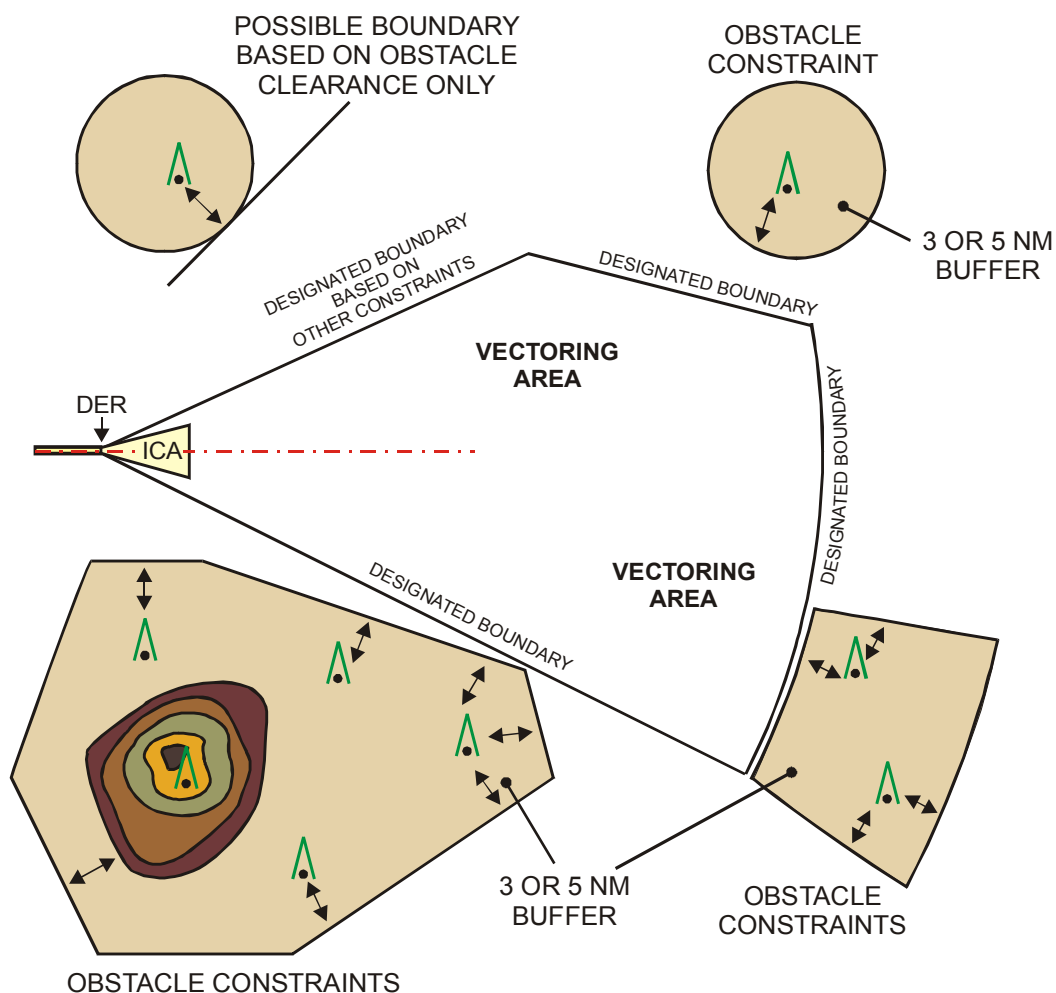 POSSIBLE BOUNDARY
BASED ON OBSTACLE
CLEARANCE ONLY
OBSTACLE
CONSTRAINT
3 OR 5 NM
BUFFER
DESIGNATED BOUNDARY
BASED ON
OTHER CONSTRAINTS
DESIGNATED BOUNDARY
VECTORING
AREA
DESIGNATED BOUNDARY
DER
ICA
DESIGNATED BOUNDARY
VECTORING
AREA
3 OR 5 NM
BUFFER
OBSTACLE
CONSTRAINTS
OBSTACLE CONSTRAINTS